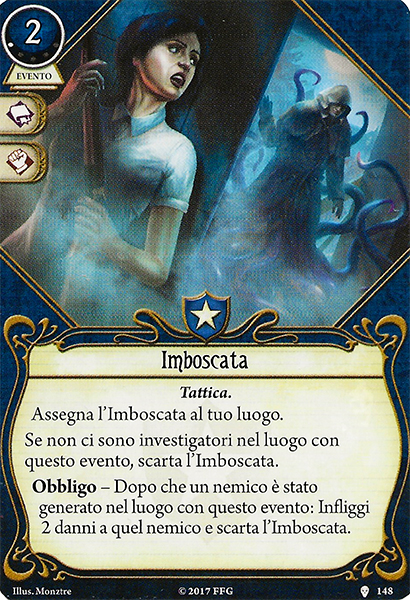 2
EVENTO
Imboscata
Tattica.
Assegna l'Imboscata al tuo luogo.
Se non ci sono investigatori nel luogo con
questo evento, scarta l'Imboscata.
Obbligo – Dopo che un nemico è stato
generato nel luogo con questo evento: Infliggi
2 danni a quel nemico e scarta l'Imboscata.
Illus. Monztre
© 2017 FFG
148